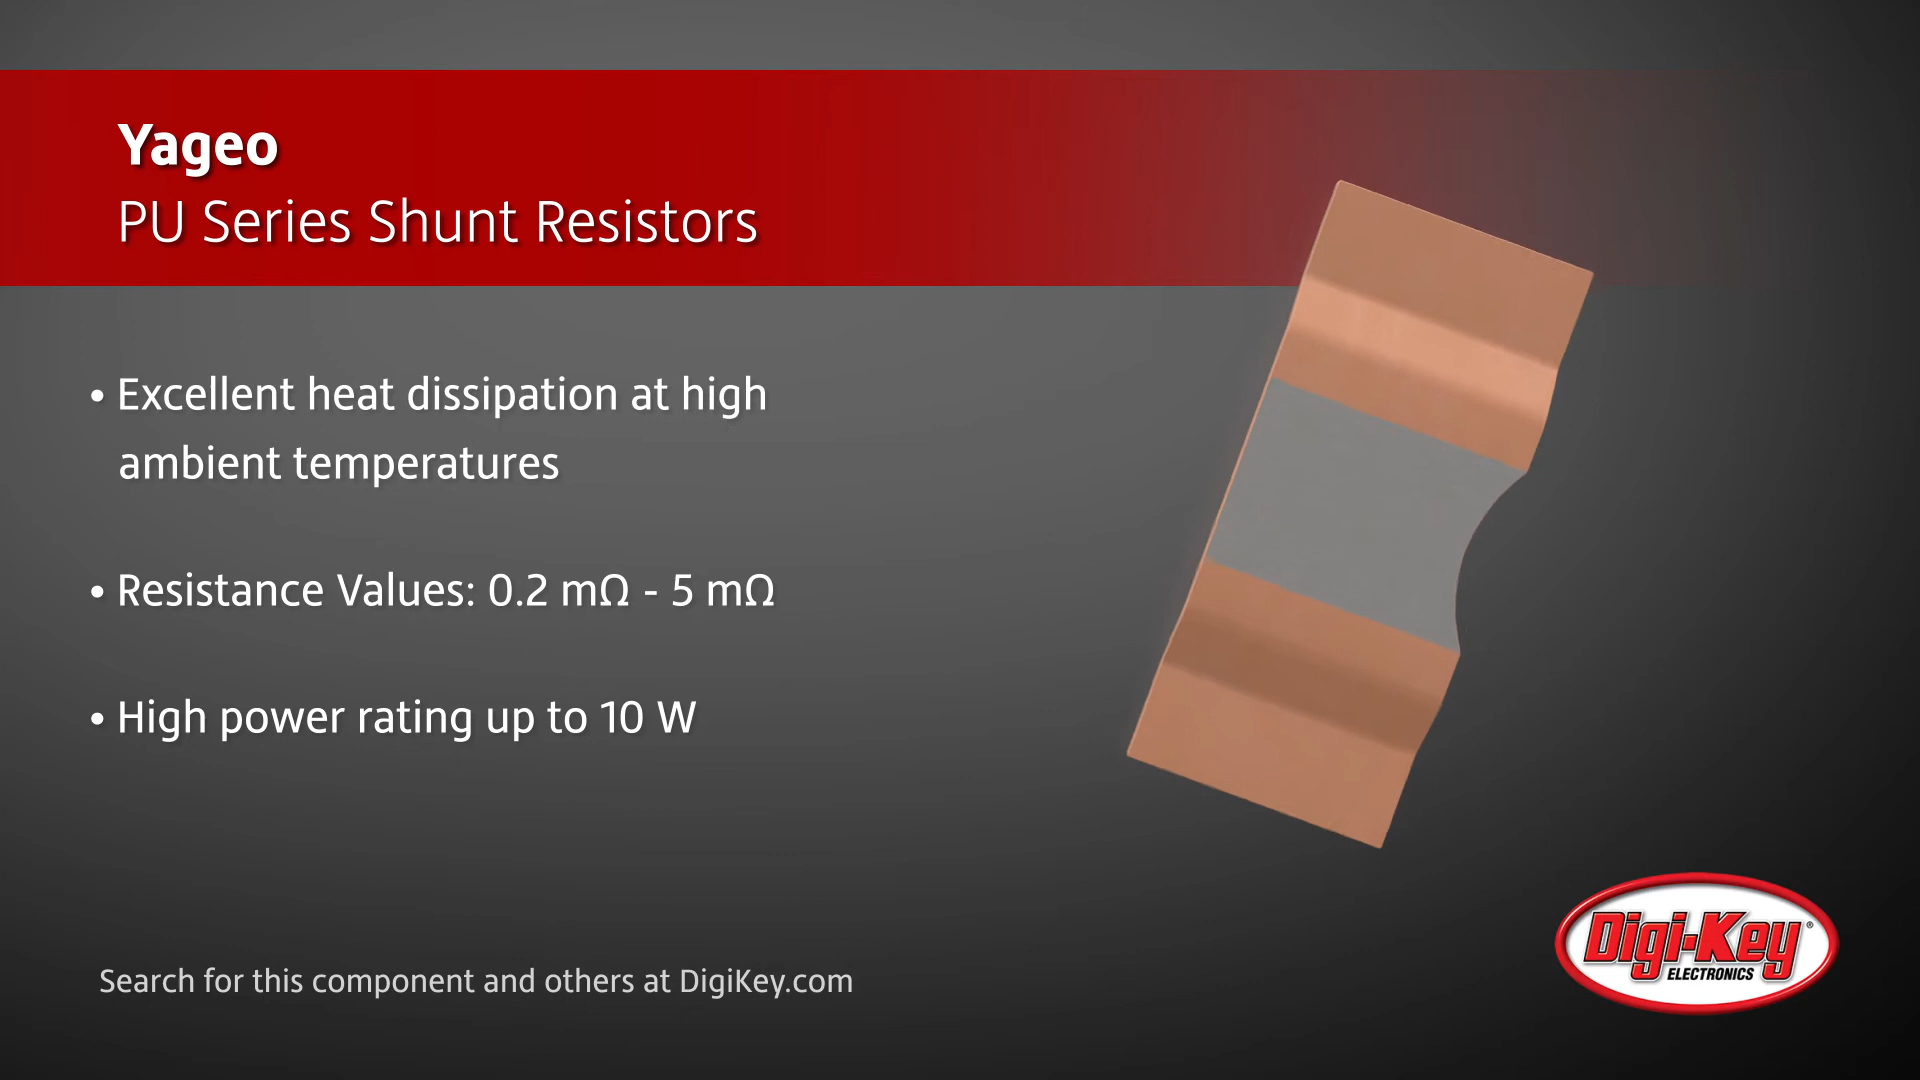 Yageo
PU Series Shunt Resistors
• Excellent heat dissipation at high
ambient temperatures
• Resistance Values: 0.2 mΩ - 5 mΩ
• High power rating up to 10 W
Search for this component and others at DigiKey.com
Digi-Key®
ELECTRONICS